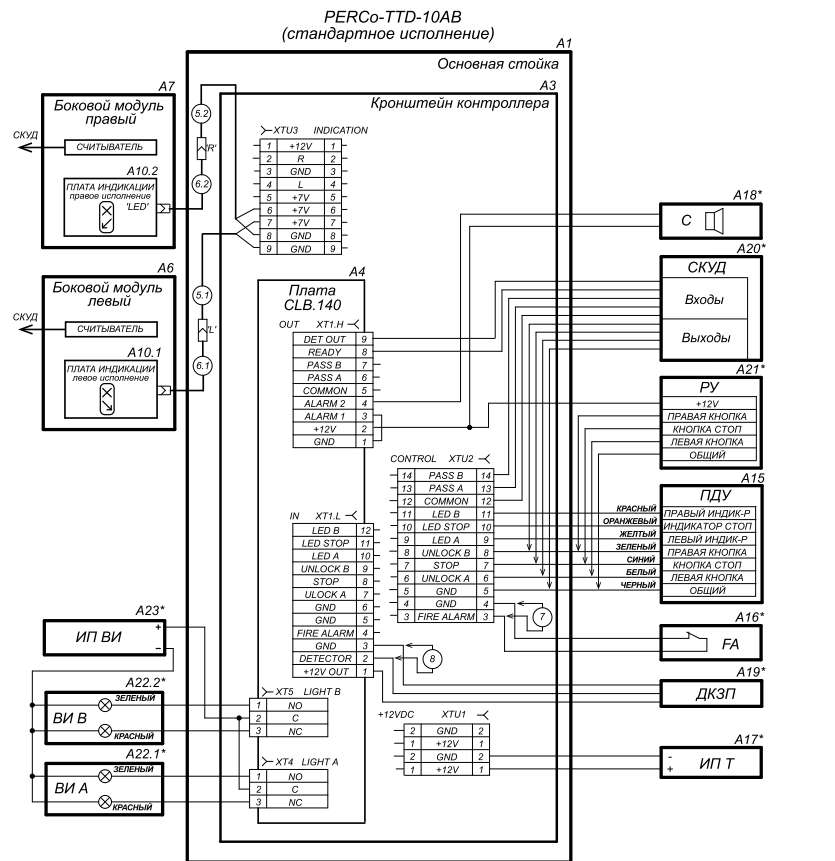 PERCo-TTD-10AB
(стандартное исполнение)
A1
Основная стойка
A3
Кронштейн контроллера
A7
Боковой модуль
правый
СКУД
СЧИТЫВАТЕЛЬ
A10.2
ПЛАТА ИНДИКАЦИИ
правое исполнение
'LED'
5.2
'R'
6.2
XTU3 INDICATION
1 +12V 1
2 R 2
3 GND 3
4 L 4
5 +7V 5
6 +7V 6
7 +7V 7
8 GND 8
9 GND 9
A6
Боковой модуль
левый
СКУД
СЧИТЫВАТЕЛЬ
A10.1
ПЛАТА ИНДИКАЦИИ
левое исполнение
5.1
'L'
6.1
A4
Плата
CLB.140
OUT XT1.H
DET OUT 9
READY 8
PASS B 7
PASS A 6
COMMON 5
ALARM 2 4
ALARM 1 3
+12V 2
GND 1
CONTROL XTU2
14 PASS B 14
13 PASS A 13
12 COMMON 12
11 LED B 11
10 LED STOP 10
9 LED A 9
8 UNLOCK B 8
7 STOP 7
6 UNLOCK A 6
5 GND 5
4 GND 4
3 FIRE ALARM 3
7
IN XT1.L
LED B 12
LED STOP 11
LED A 10
UNLOCK B 9
STOP 8
ULOCK A 7
GND 6
GND 5
FIRE ALARM 4
GND 3
DETECTOR 2
+12V OUT 1
8
XT5 LIGHT B
1 NO
2 C
3 NC
XT4 LIGHT A
1 NO
2 C
3 NC
+12VDC XTU1
2 GND 2
1 +12V 1
2 GND 2
1 +12V 1
A18*
С
A20*
СКУД
Входы
Выходы
A21*
РУ
+12V
ПРАВАЯ КНОПКА
КНОПКА СТОП
ЛЕВАЯ КНОПКА
ОБЩИЙ
A15
ПДУ
КРАСНЫЙ ПРАВЫЙ ИНДИК-Р
ОРАНЖЕВЫЙ ИНДИКАТОР СТОП
ЖЕЛТЫЙ ЛЕВЫЙ ИНДИК-Р
ЗЕЛЕНЫЙ ПРАВАЯ КНОПКА
СИНИЙ КНОПКА СТОП
БЕЛЫЙ ЛЕВАЯ КНОПКА
ЧЕРНЫЙ ОБЩИЙ
A16*
FA
A19*
ДКЗП
A17*
- ИП Т
+
A23*
ИП ВИ +
−
A22.2*
ЗЕЛЕНЫЙ
ВИ В
КРАСНЫЙ
A22.1*
ЗЕЛЕНЫЙ
ВИ А
КРАСНЫЙ